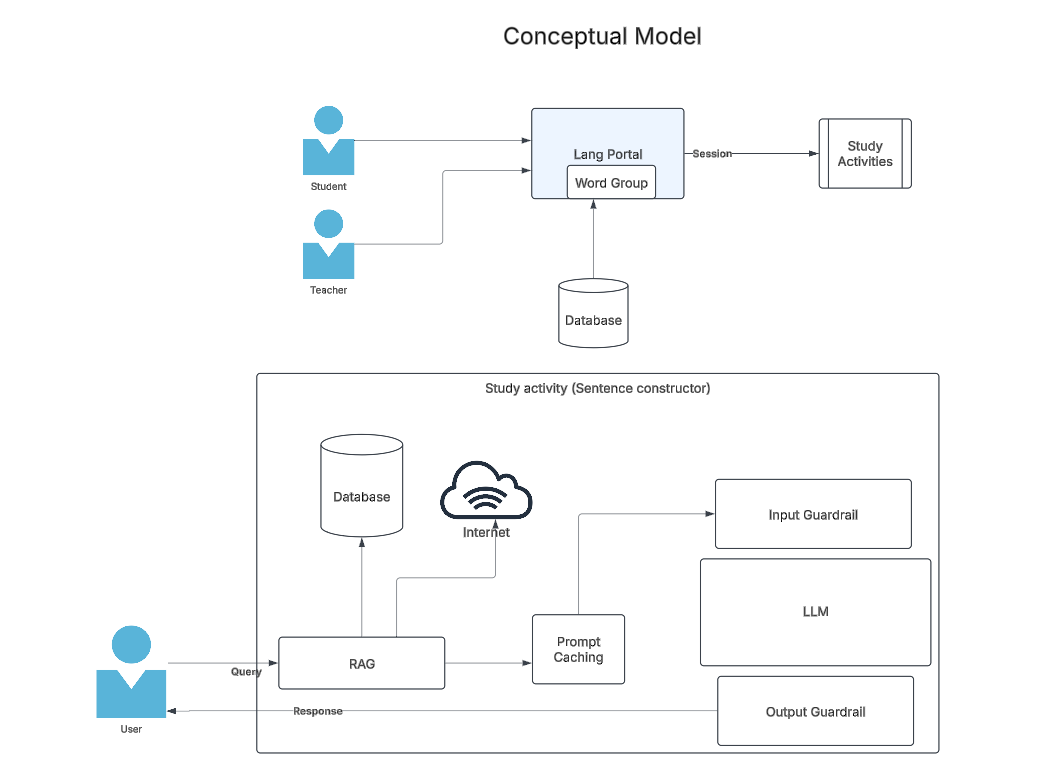 Conceptual Model
Student
Teacher
Lang Portal
Word Group
Session
Study
Activities
Database
Study activity (Sentence constructor)
Database
Internet
Input Guardrail
LLM
Prompt
Caching
RAG
Query
Response
Output Guardrail
User